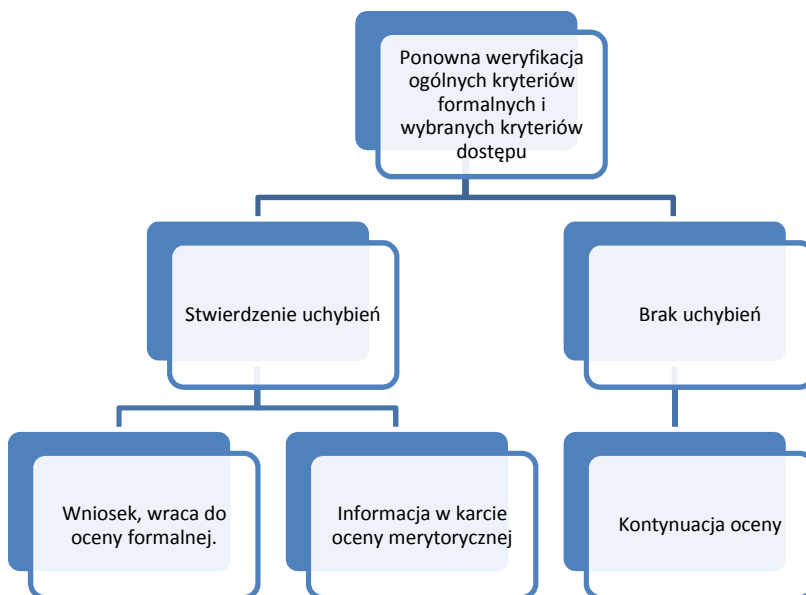 Ponowna weryfikacja
ogólnych kryteriów
formalnych i
wybranych kryteriów
dostępu
Stwierdzenie uchybień
Brak uchybień
Wniosek, wraca do
oceny formalnej.
Informacja w karcie
oceny merytorycznej
Kontynuacja oceny